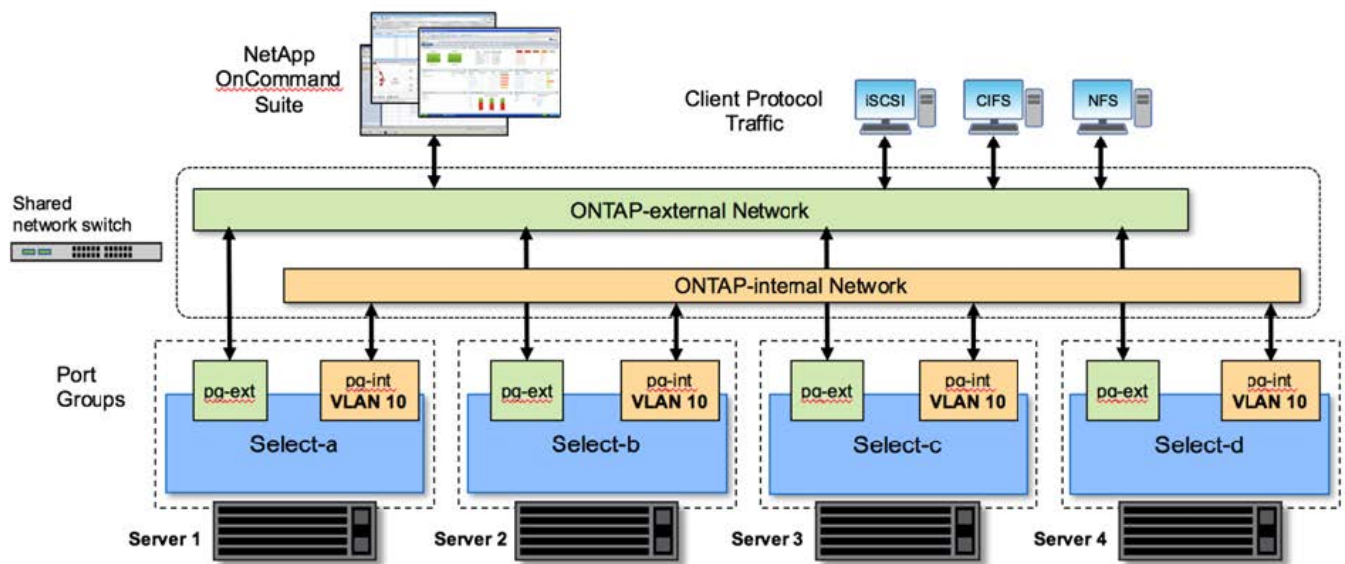 NetApp
OnCommand
Suite
Client Protocol
Traffic
iSCSI
CIFS
NFS
Shared
network switch
ONTAP-external Network
ONTAP-internal Network
Port
Groups
pg-ext
pg-int
VLAN 10
Select-a
pg-ext
pg-int
VLAN 10
Select-b
pg-ext
pg-int
VLAN 10
Select-c
pg-ext
pg-int
VLAN 10
Select-d
Server 1
Server 2
Server 3
Server 4